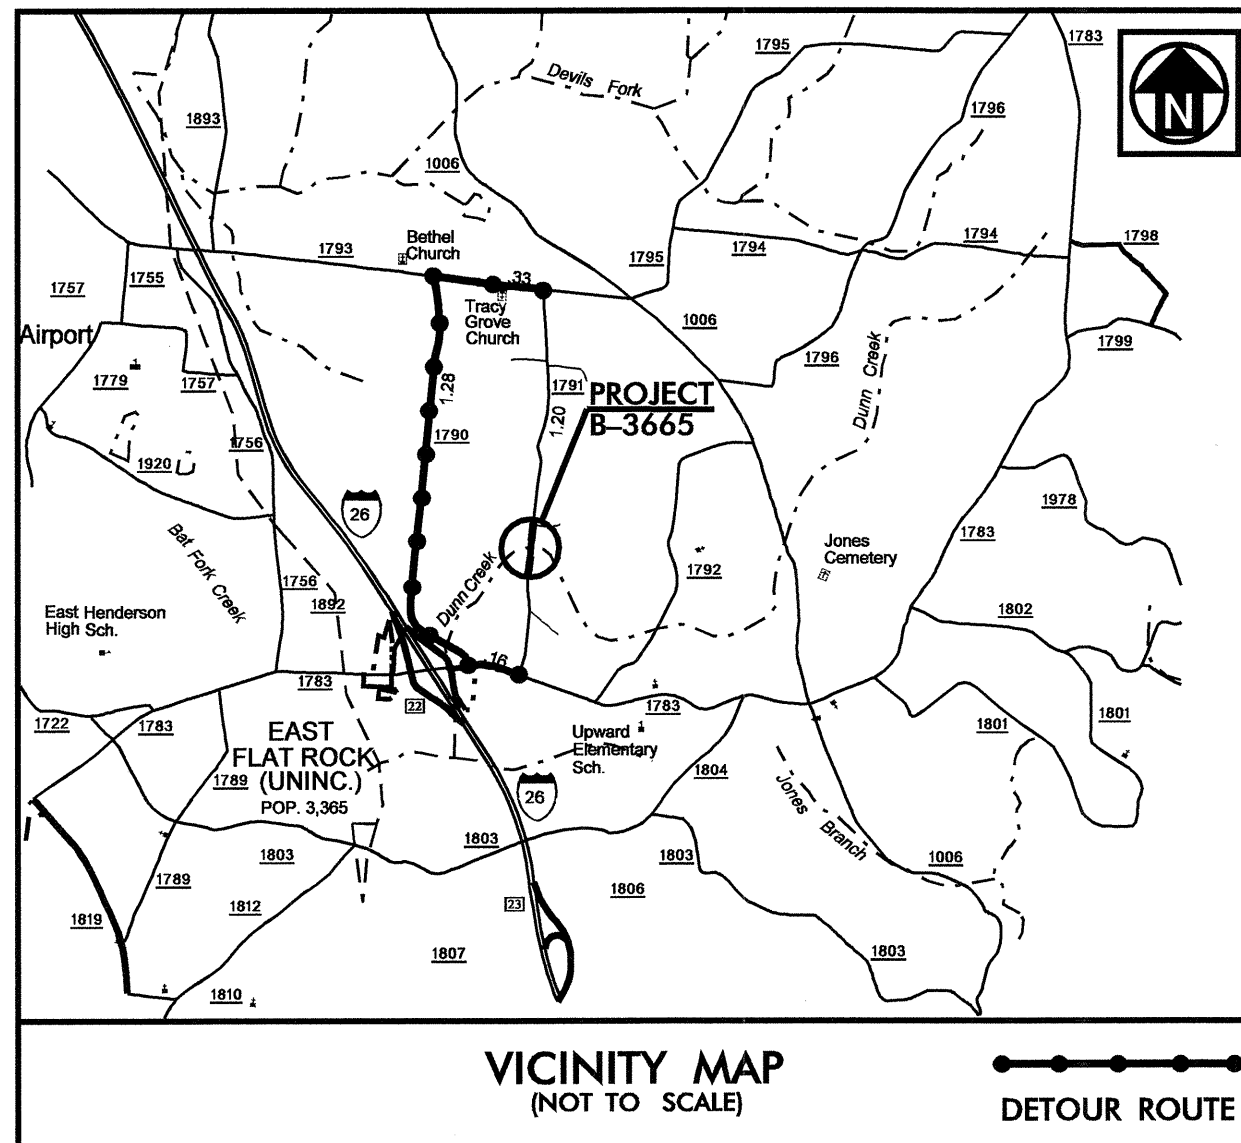 1795
1783
Devils Fork
1796
N
1893
1006
Bethel
Church
1793
1795
1794
1794
1798
1755
1757
.33
Tracy
Grove
Church
1006
Airport
1799
1796
1779
1757
1.28
1791
PROJECT
B-3665
1.20
Dunn Creek
1790
1756
1920
26
1978
1783
Bat Fork Creek
Dunn Creek
Jones
Cemetery
1792
1756
1892
East Henderson
High Sch.
1802
.16
1783
22
1783
1722
1783
1801
1801
EAST
FLAT ROCK
(UNINC.)
POP. 3,365
Upward
Elementary
Sch.
1789
1804
26
Jones Branch
1803
1803
1803
1006
1789
1806
1812
23
1819
1807
1803
1810
VICINITY MAP
(NOT TO SCALE)
DETOUR ROUTE